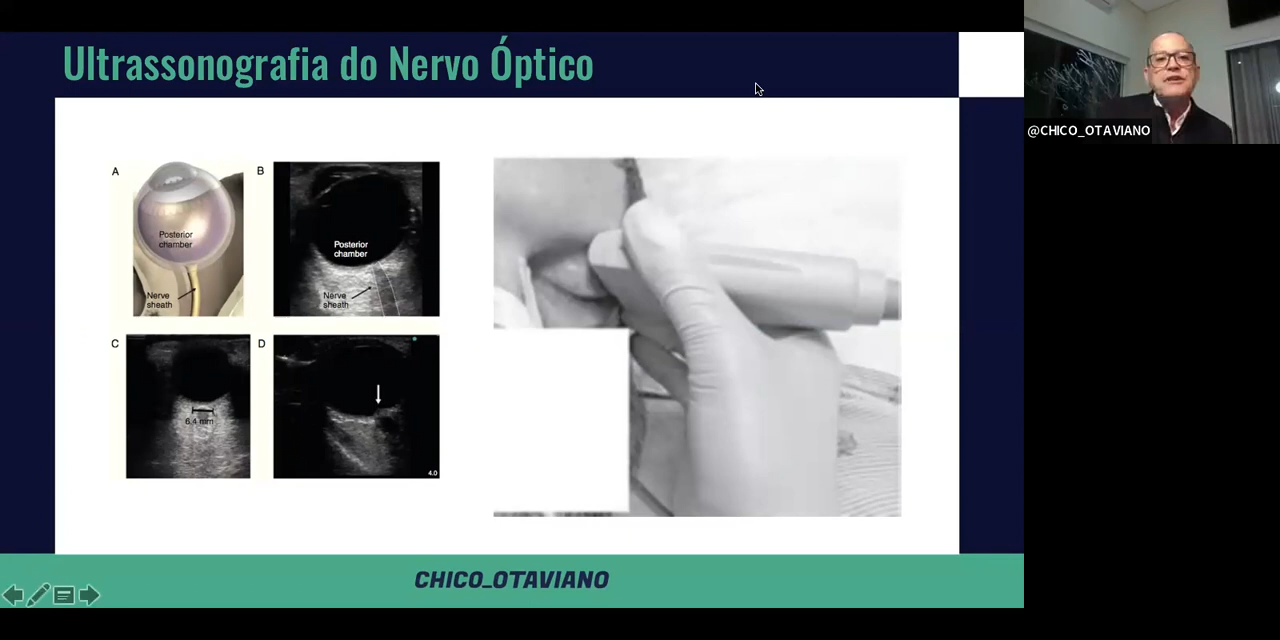 Ultrassonografia do Nervo Óptico
@CHICO_OTAVIANO
A
Posterior
chamber
Nerve
sheath
B
Posterior
chamber
Nerve
sheath
C
6.4 mm
D
4.0
CHICO_OTAVIANO